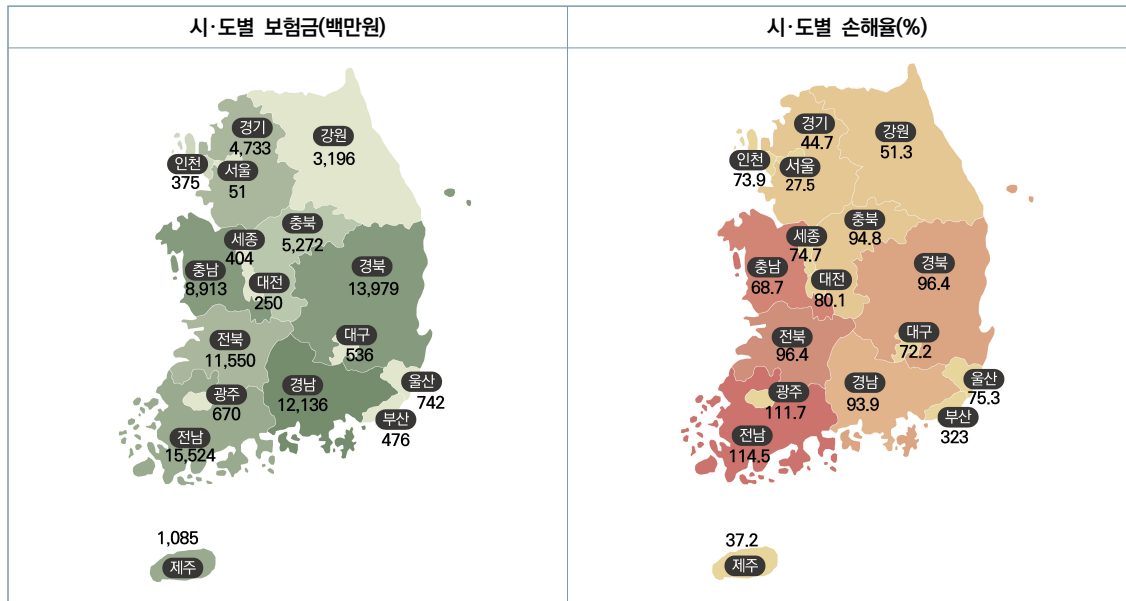 시·도별 보험금(백만원)
경기
4,733
강원
3,196
인천
375
서울
51
충북
5,272
세종
404
충남
8,913
대전
250
경북
13,979
전북
11,550
대구
536
광주
670
경남
12,136
울산
742
부산
476
전남
15,524
1,085
제주
시·도별 손해율(%)
경기
44.7
강원
51.3
인천
73.9
서울
27.5
충북
94.8
세종
74.7
충남
68.7
대전
80.1
경북
96.4
전북
96.4
대구
72.2
광주
111.7
경남
93.9
울산
75.3
부산
323
전남
114.5
37.2
제주